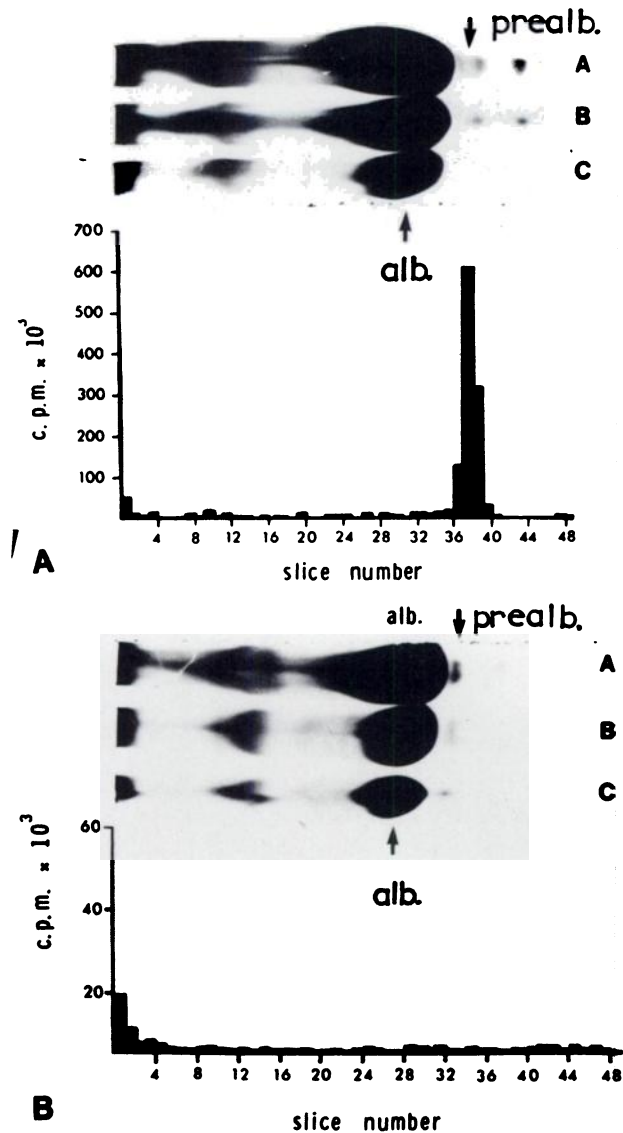 prealb.
A
B
C
alb.
700
600
500
400
300
200
100
c. p.m. × 10³
4 8 12 16 20 24 28 32 36 40 44 48
slice number
A
alb.
prealb.
A
B
C
alb.
60
40
20
c.p.m. × 10³
4 8 12 16 20 24 28 32 36 40 44 48
slice number
B